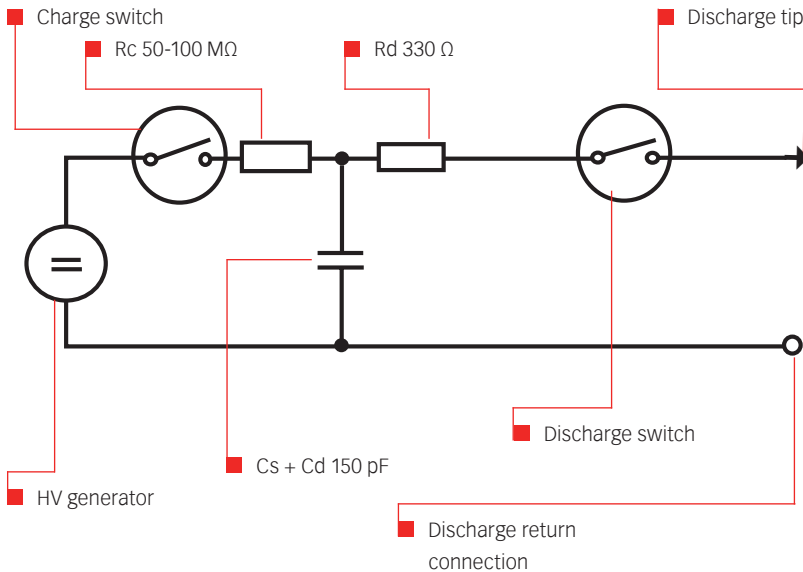 Charge switch
Discharge tip
Rc 50-100 MΩ
Rd 330 Ω
Discharge switch
Cs + Cd 150 pF
HV generator
Discharge return
connection